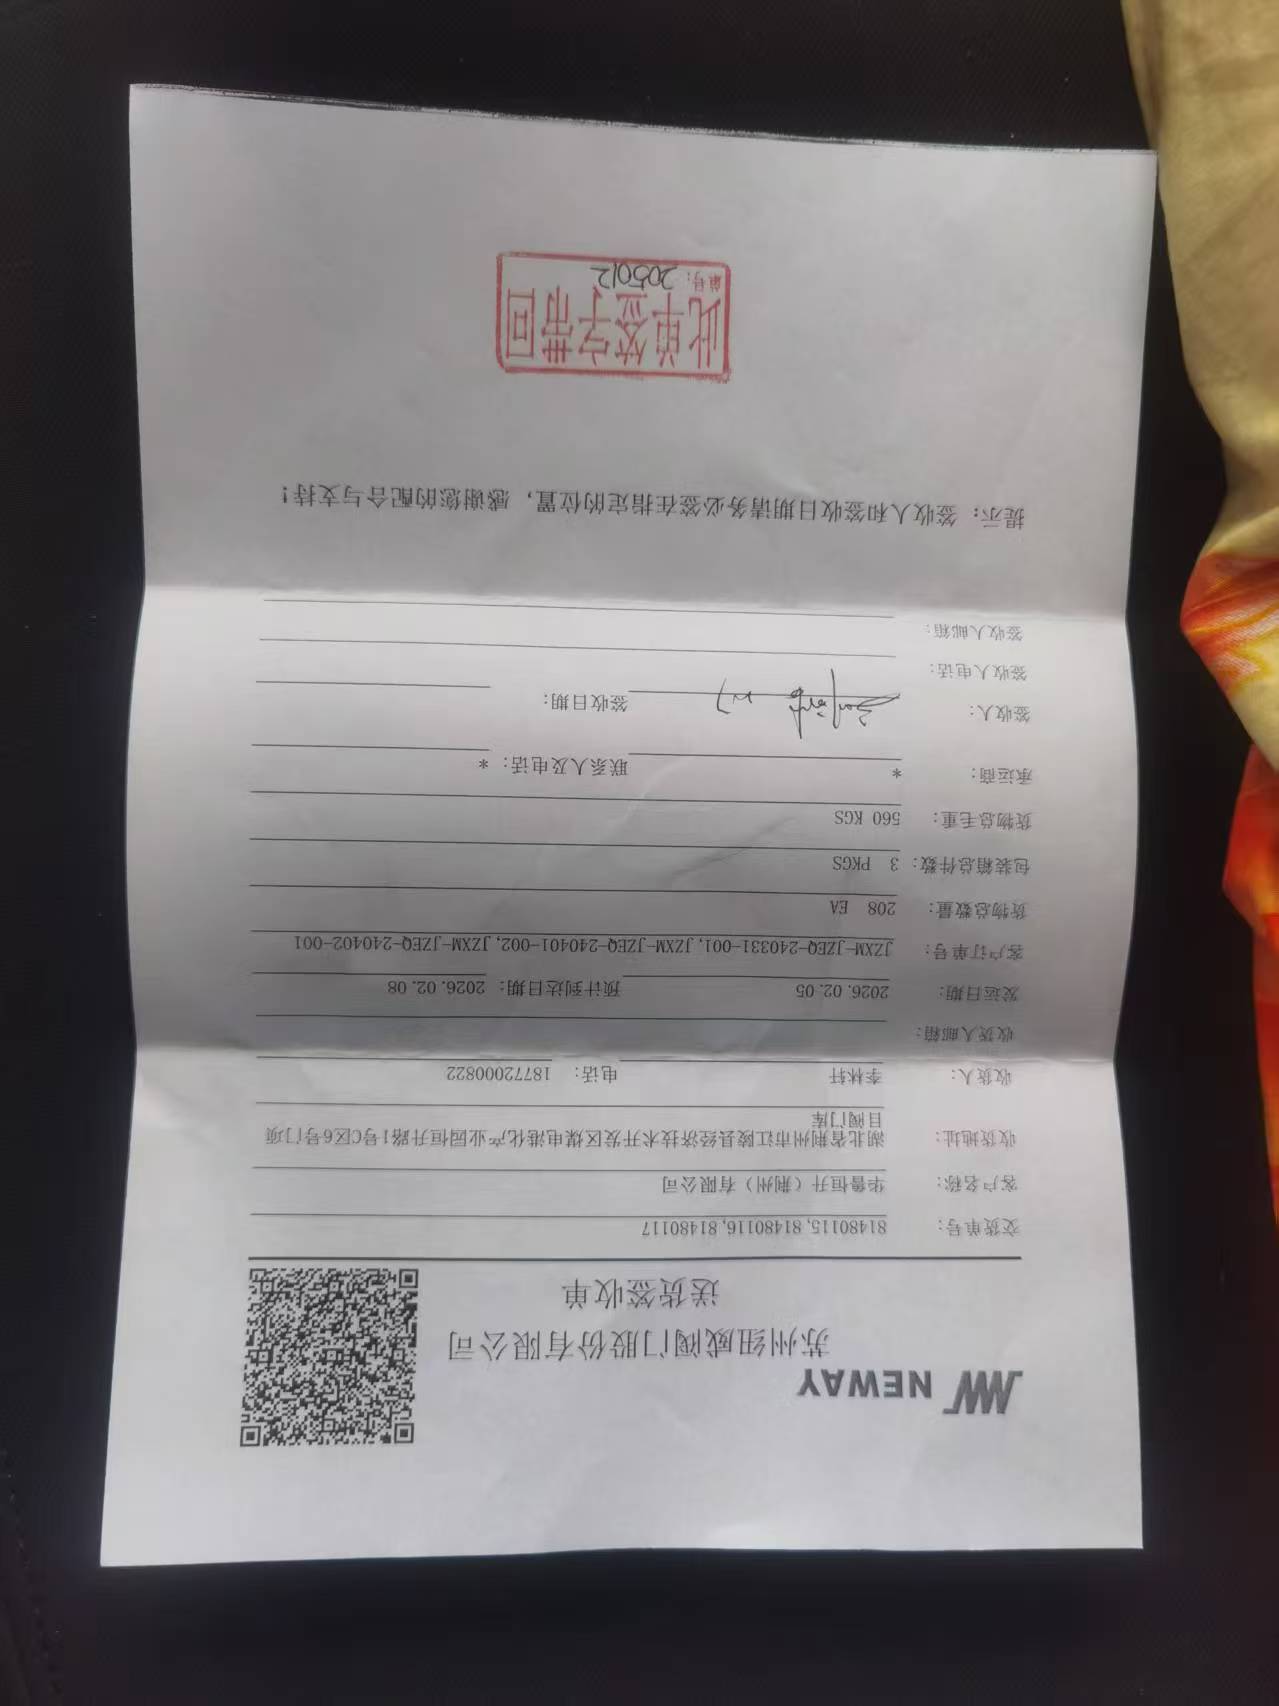 NEWAY
苏州纽威阀门股份有限公司
送货签收单
交货单号： 81480115, 81480116, 81480117
客户名称： 华鲁恒升（荆州）有限公司
收货地址： 湖北省荆州市江陵县经济技术开发区煤电港化产业园恒升路1号C区6号门项
目阀门库
收货人： 李林轩 电话： 18772000822
收货人邮箱：
发运日期： 2026.02.05 预计到达日期： 2026.02.08
客户订单号： JZXM-JZEQ-240331-001, JZXM-JZEQ-240401-002, JZXM-JZEQ-240402-001
货物总数量： 208 EA
包装箱总件数： 3 PKGS
货物总毛重： 560 KGS
承运商： * 联系人及电话： *
签收人： 签收日期：
签收人电话：
签收人邮箱：
提示： 签收人和签收日期请务必签在指定的位置，感谢您的配合与支持！
此单签字带回
单号： 205012